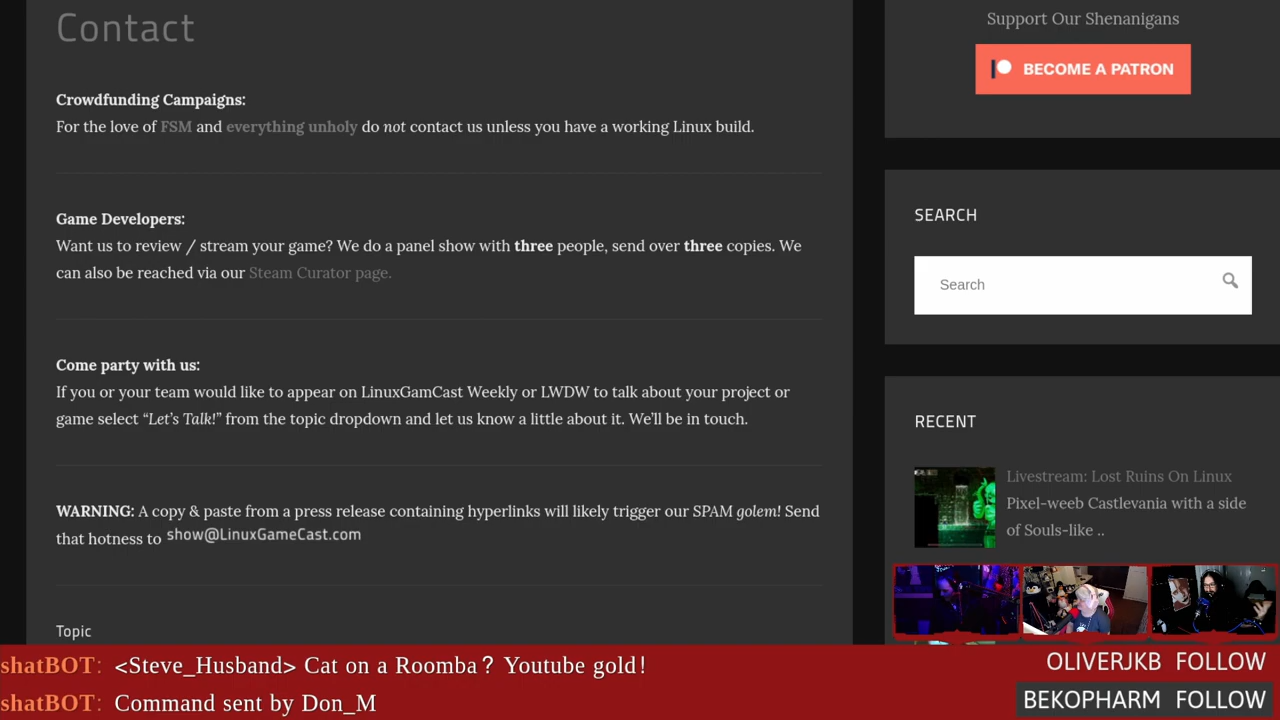 Contact
Crowdfunding Campaigns:
For the love of FSM and everything unholy do not contact us unless you have a working Linux build.
Game Developers:
Want us to review / stream your game? We do a panel show with three people, send over three copies. We
can also be reached via our Steam Curator page.
Come party with us:
If you or your team would like to appear on LinuxGamCast Weekly or LWDW to talk about your project or
game select “Let’s Talk!” from the topic dropdown and let us know a little about it. We’ll be in touch.
WARNING: A copy & paste from a press release containing hyperlinks will likely trigger our SPAM golem! Send
that hotness to show@LinuxGameCast.com
Topic
Support Our Shenanigans
BECOME A PATRON
SEARCH
Search
RECENT
Livestream: Lost Ruins On Linux
Pixel-weeb Castlevania with a side
of Souls-like ..
shatBOT: <Steve_Husband> Cat on a Roomba? Youtube gold!
shatBOT: Command sent by Don_M
OLIVERJKB FOLLOW
BEKOPHARM FOLLOW